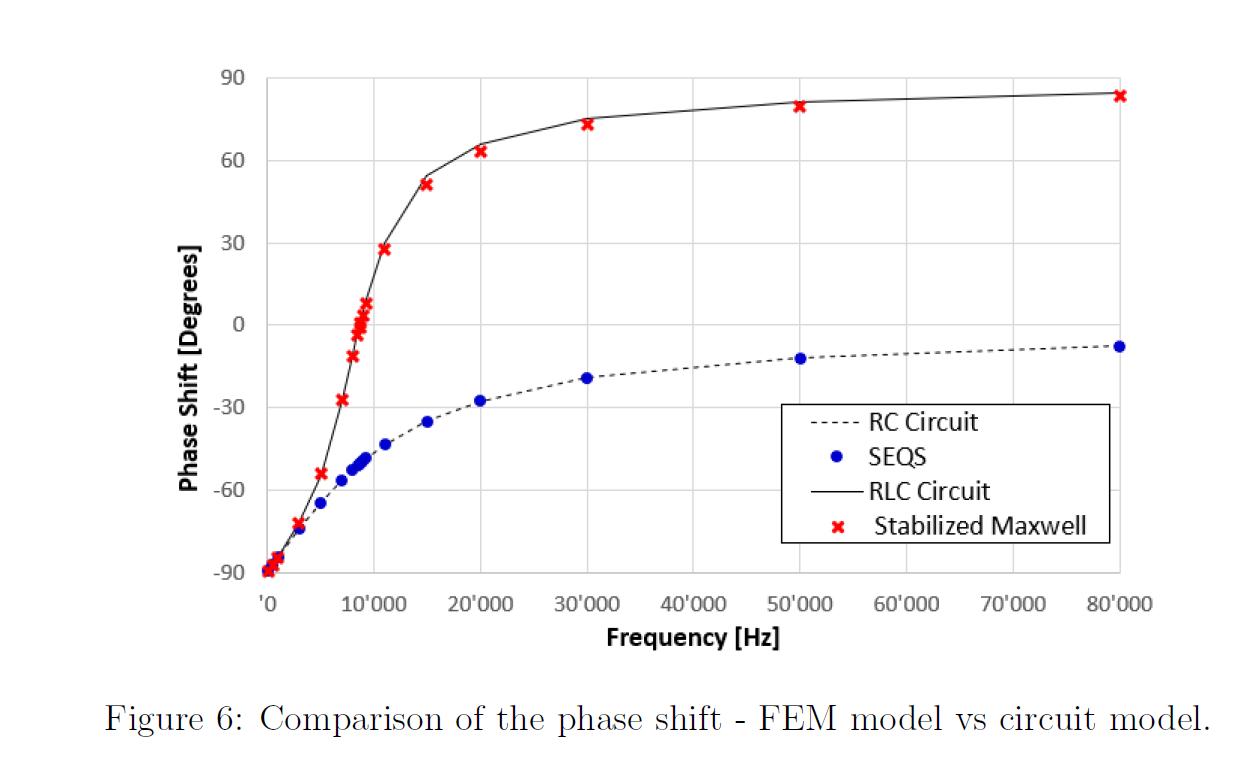 90
60
30
0
-30
-60
-90
Phase Shift [Degrees]
RC Circuit
SEQS
RLC Circuit
Stabilized Maxwell
'0
10'000
20'000
30'000
40'000
50'000
60'000
70'000
80'000
Frequency [Hz]
Figure 6: Comparison of the phase shift - FEM model vs circuit model.